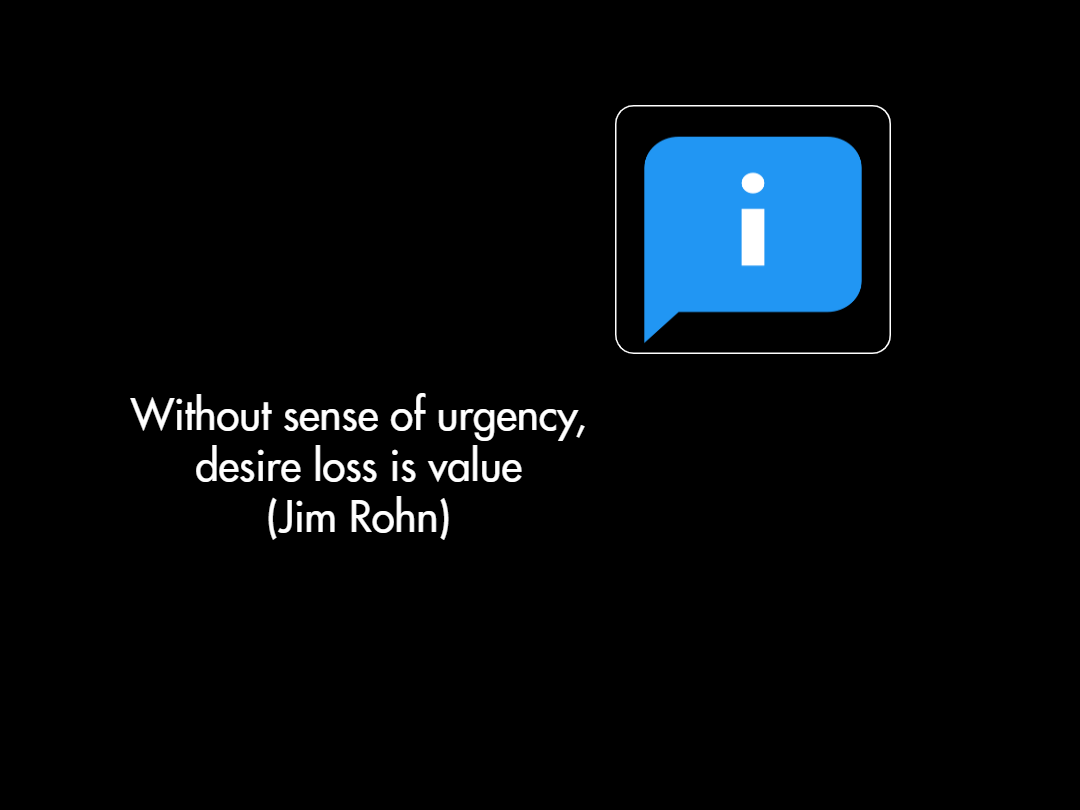 i
Without sense of urgency,
desire loss is value
(Jim Rohn)